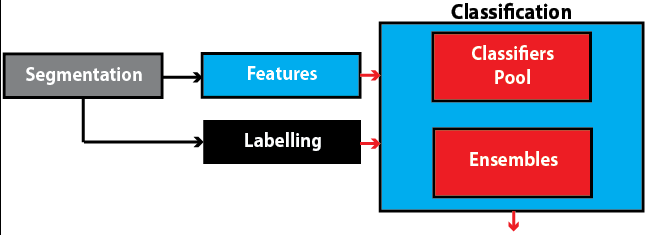 Classification
Segmentation
Features
Classifiers
Pool
Labelling
Ensembles